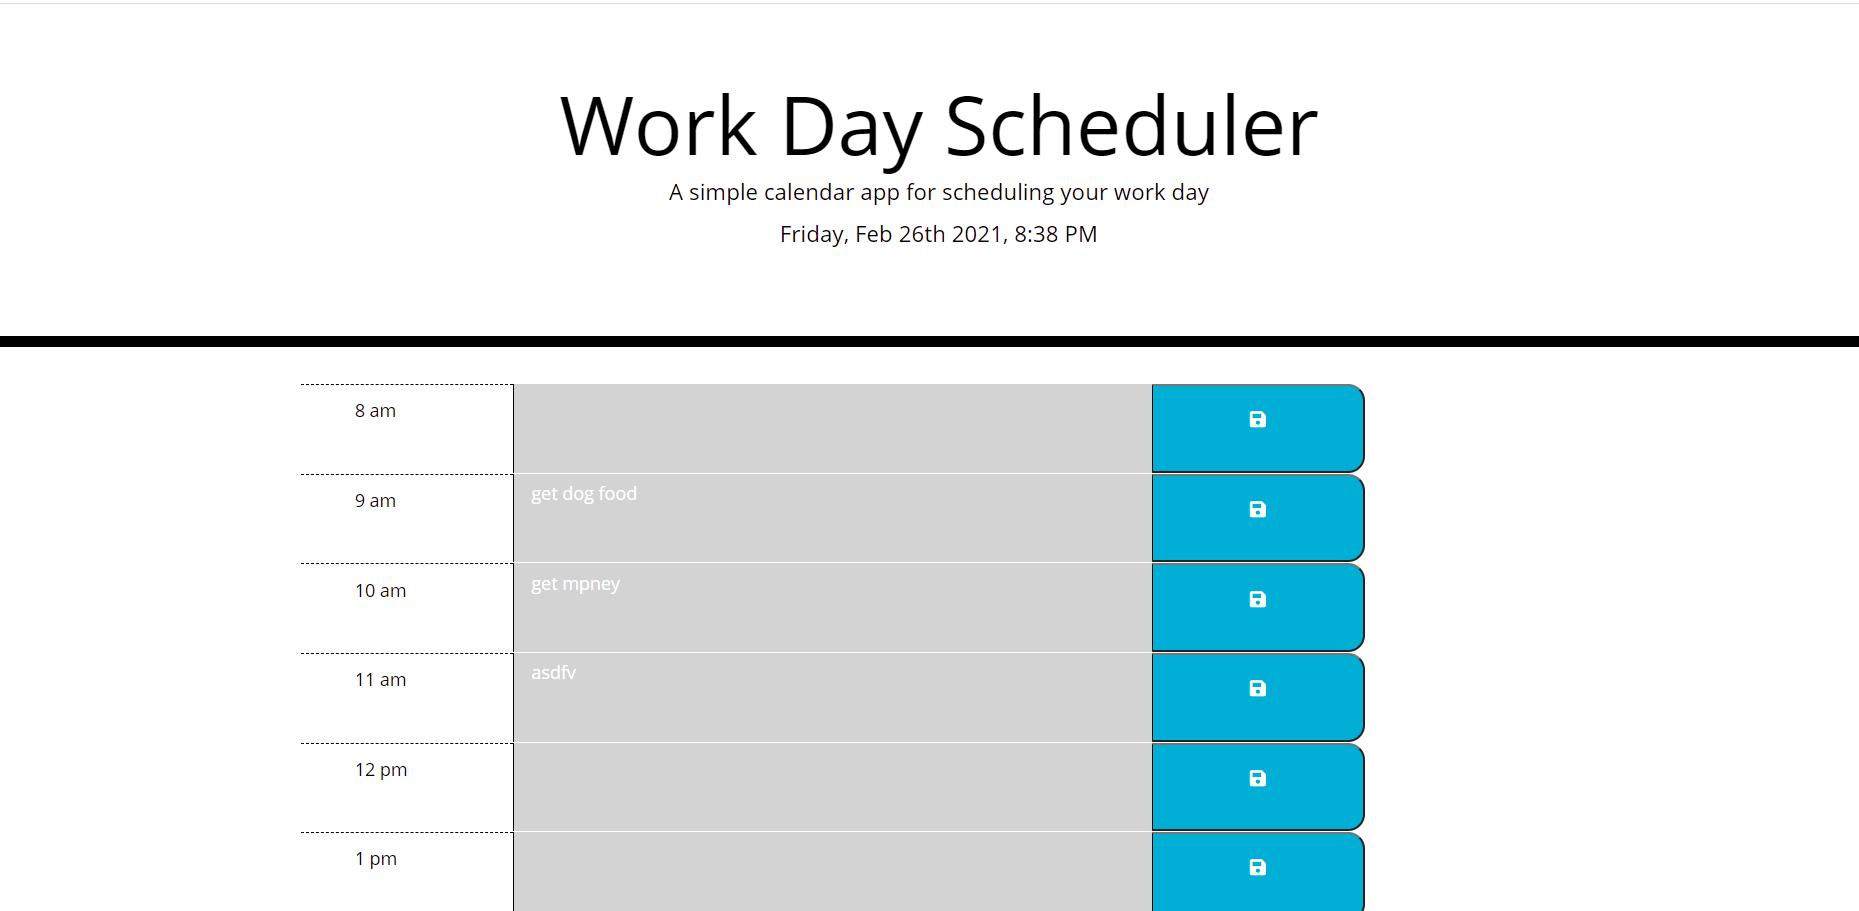 Work Day Scheduler
A simple calendar app for scheduling your work day
Friday, Feb 26th 2021, 8:38 PM
8 am
9 am get dog food
10 am get mpney
11 am asdfv
12 pm
1 pm